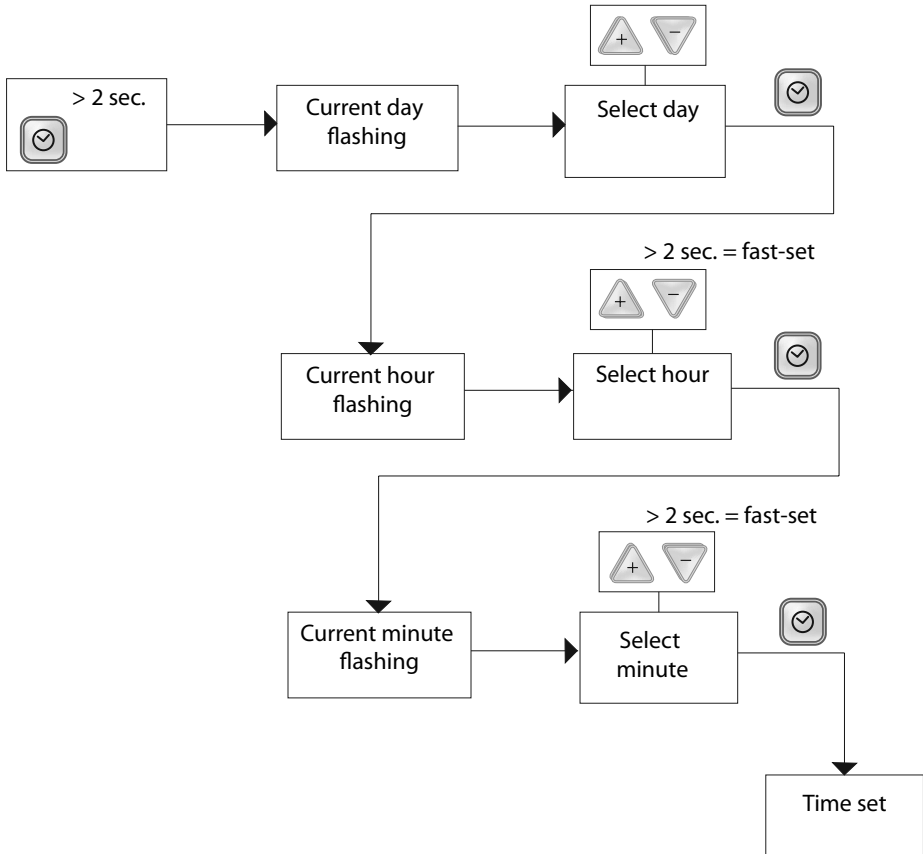 > 2 sec.
Current day
flashing
+ −
Select day
> 2 sec. = fast-set
Current hour
flashing
+ −
Select hour
> 2 sec. = fast-set
Current minute
flashing
+ −
Select
minute
Time set